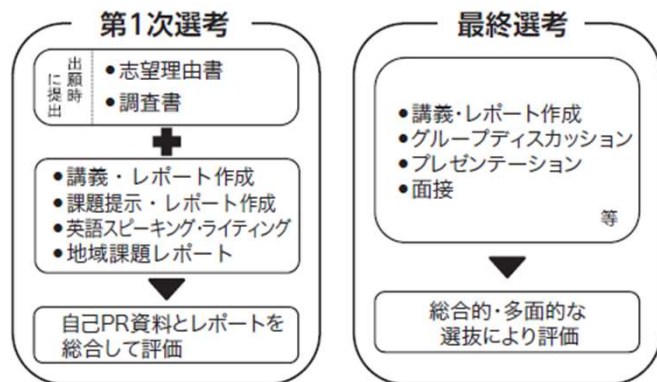 第1次選考
出願時
に提出
●志望理由書
●調査書
●講義・レポート作成
●課題提示・レポート作成
●英語スピーキング・ライティング
●地域課題レポート
自己PR資料とレポートを
総合して評価
最終選考
●講義・レポート作成
●グループディスカッション
●プレゼンテーション
●面接
等
総合的・多面的な
選抜により評価